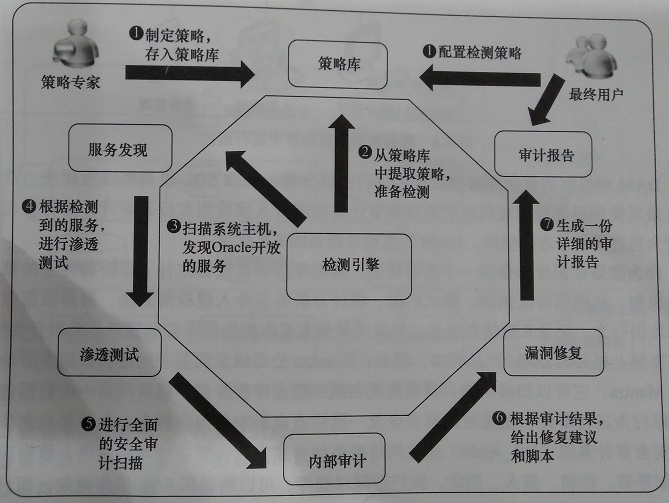 ❶制定策略，
存入策略库
策略专家
策略库
❶配置检测策略
最终用户
服务发现
审计报告
❷从策略库
中提取策略，
准备检测
❹根据检测
到的服务，
进行渗透
测试
❸扫描系统主机，
发现Oracle开放
的服务
检测引擎
❼生成一份
详细的审
计报告
渗透测试
漏洞修复
❺进行全面
的安全审
计扫描
内部审计
❻根据审计结果，
给出修复建议
和脚本